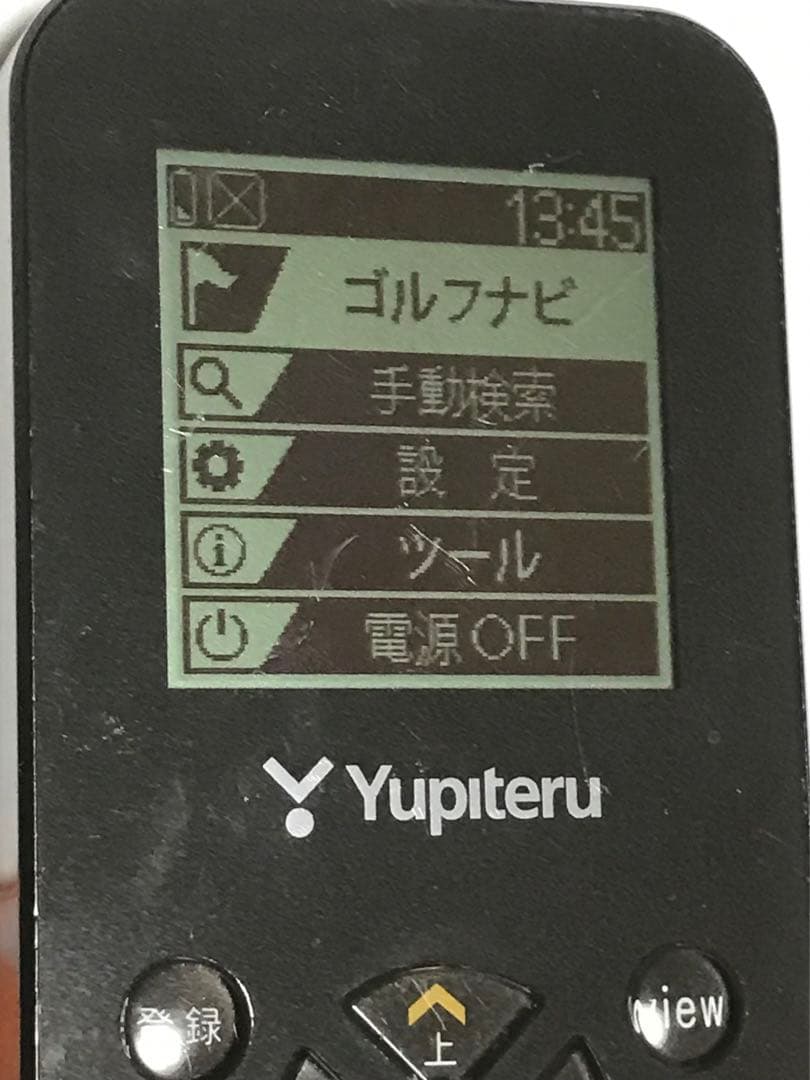 13:45
ゴルフナビ
手動検索
設 定
ツール
電源OFF
Yupiteru
登録
上
view